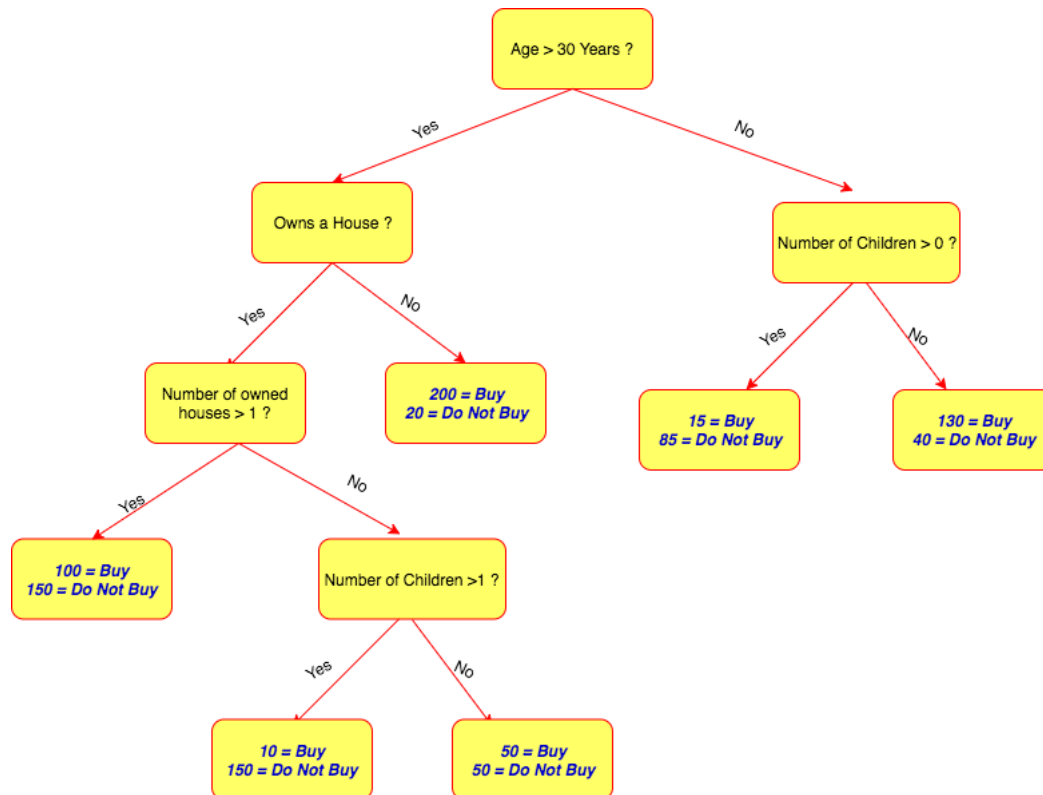 Age > 30 Years ?
Yes
No
Owns a House ?
Number of Children > 0 ?
Yes
No
Yes
No
Number of owned
houses > 1 ?
200 = Buy
20 = Do Not Buy
15 = Buy
85 = Do Not Buy
130 = Buy
40 = Do Not Buy
Yes
No
100 = Buy
150 = Do Not Buy
Number of Children >1 ?
Yes
No
10 = Buy
150 = Do Not Buy
50 = Buy
50 = Do Not Buy